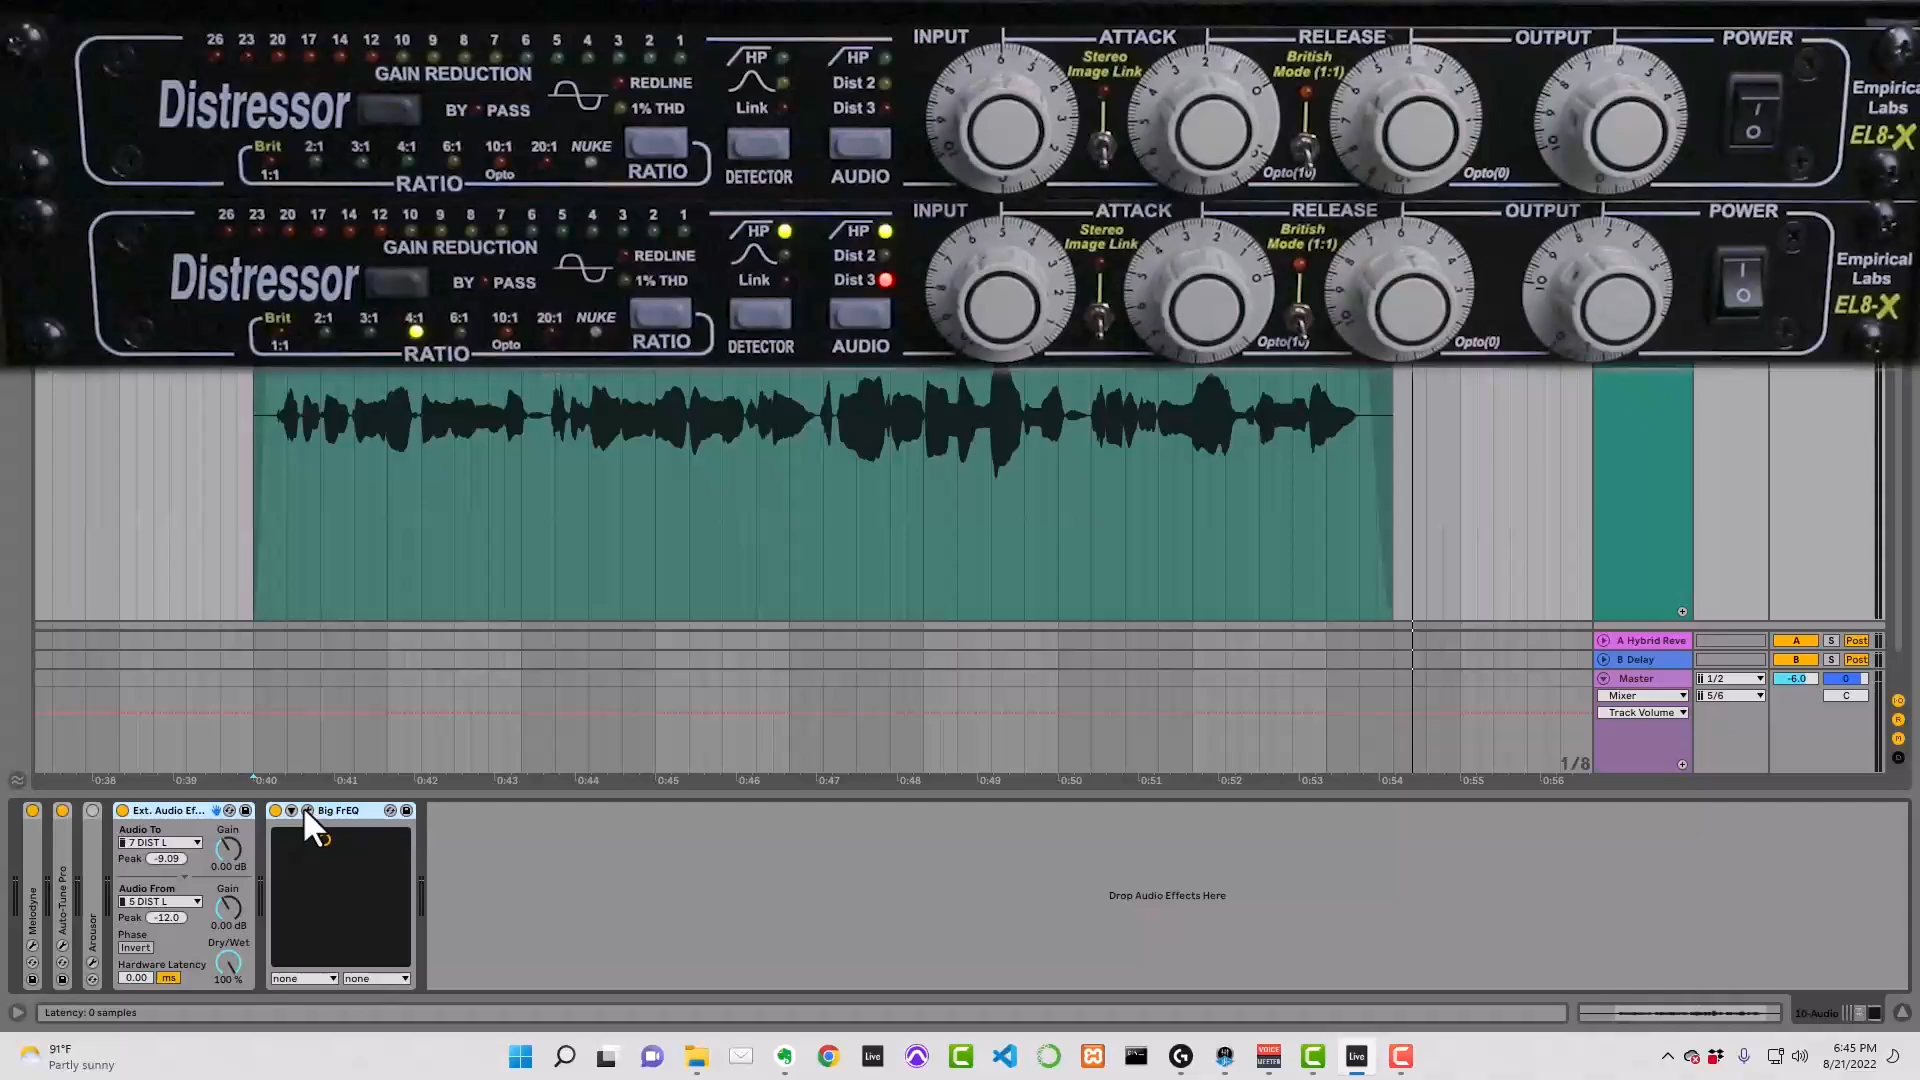 26 23 20 17 14 12 10 9 8 7 6 5 4 3 2 1
GAIN REDUCTION
Distressor
BY PASS
REDLINE
1% THD
HP
Link
DETECTOR
HP
Dist 2
Dist 3
AUDIO
Brit 2:1 3:1 4:1 6:1 10:1 20:1 NUKE
1:1 Opto
RATIO
RATIO
INPUT ATTACK RELEASE OUTPUT POWER
Stereo
Image Link
British
Mode (1:1)
Opto(10)
Opto(0)
Empirica
Labs
EL8-X
26 23 20 17 14 12 10 9 8 7 6 5 4 3 2 1
GAIN REDUCTION
Distressor
BY PASS
REDLINE
1% THD
HP
Link
DETECTOR
HP
Dist 2
Dist 3
AUDIO
Brit 2:1 3:1 4:1 6:1 10:1 20:1 NUKE
1:1 Opto
RATIO
RATIO
INPUT ATTACK RELEASE OUTPUT POWER
Stereo
Image Link
British
Mode (1:1)
Opto(10)
Opto(0)
Empirical
Labs
EL8-X
A Hybrid Reve A S Post
B Delay B S Post
Master 1/2 -6.0 0
Mixer 5/6 C
Track Volume
1/8
0:38 0:39 0:40 0:41 0:42 0:43 0:44 0:45 0:46 0:47 0:48 0:49 0:50 0:51 0:52 0:53 0:54 0:55 0:56
Melodyne
Auto-Tune Pro
Arousor
Ext. Audio Ef...
Audio To Gain
7 DIST L
Peak -9.09 0.00 dB
Audio From Gain
5 DIST L
Peak -12.0 0.00 dB
Phase Dry/Wet
Invert
Hardware Latency
0.00 ms 100 %
Big FrEQ
none none
Drop Audio Effects Here
Latency: 0 samples
10-Audio
91°F
Partly sunny
Live
VOICE
MEETER
Live
6:45 PM
8/21/2022